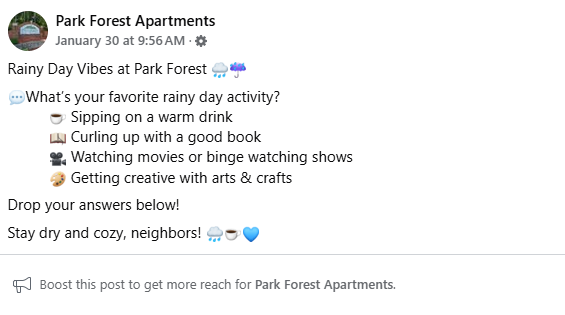 Park Forest Apartments
January 30 at 9:56 AM ·
Rainy Day Vibes at Park Forest 🌧️☔
💬What's your favorite rainy day activity?
☕ Sipping on a warm drink
📖 Curling up with a good book
🎥 Watching movies or binge watching shows
🎨 Getting creative with arts & crafts
Drop your answers below!
Stay dry and cozy, neighbors! 🌧️☕💙
Boost this post to get more reach for Park Forest Apartments.